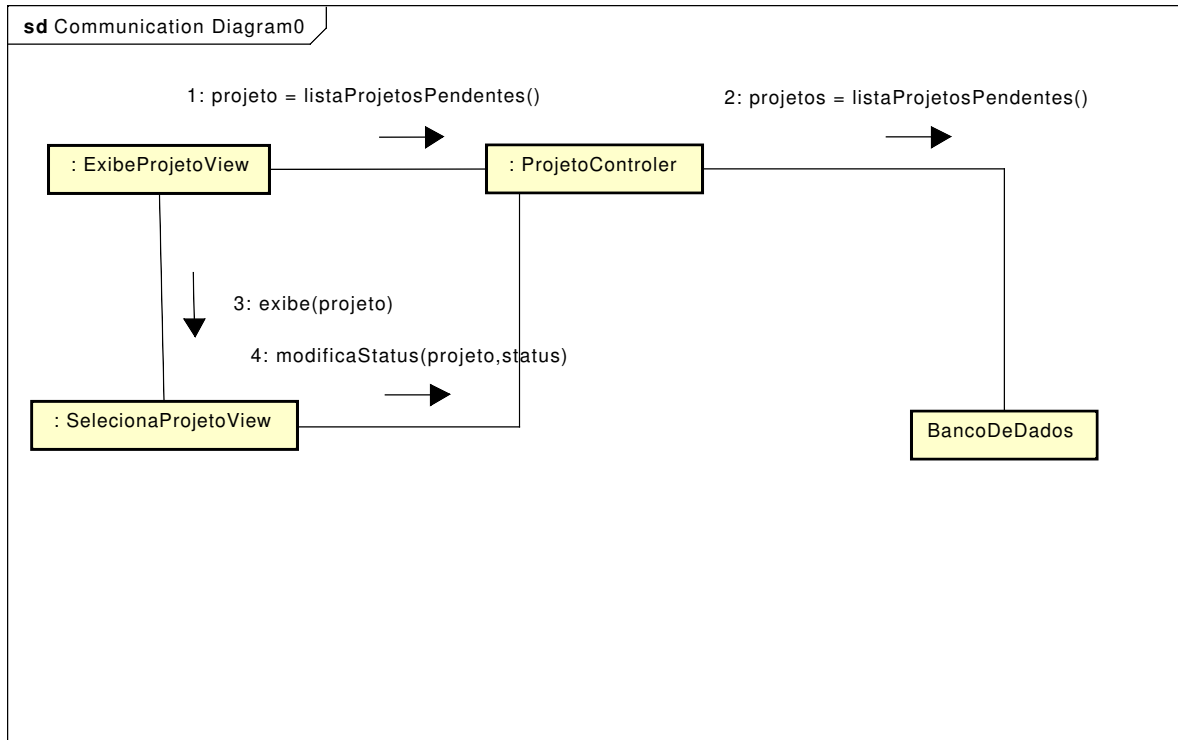 sd Communication Diagram0
1: projeto = listaProjetosPendentes()
2: projetos = listaProjetosPendentes()
: ExibeProjetoView
: ProjetoControler
3: exibe(projeto)
4: modificaStatus(projeto,status)
: SelecionaProjetoView
BancoDeDados